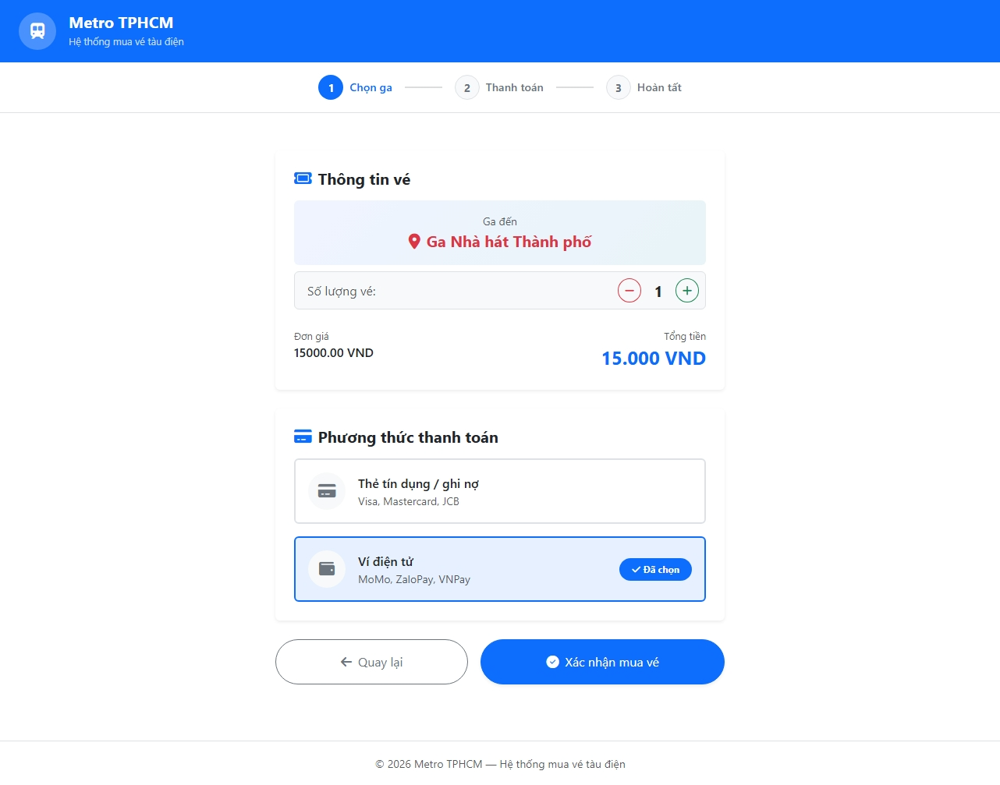 Metro TPHCM
Hệ thống mua vé tàu điện
1 Chọn ga
2 Thanh toán
3 Hoàn tất
Thông tin vé
Ga đến
Ga Nhà hát Thành phố
Số lượng vé:
1
Đơn giá
15000.00 VND
Tổng tiền
15.000 VND
Phương thức thanh toán
Thẻ tín dụng / ghi nợ
Visa, Mastercard, JCB
Ví điện tử
MoMo, ZaloPay, VNPay
Đã chọn
Quay lại
Xác nhận mua vé
© 2026 Metro TPHCM — Hệ thống mua vé tàu điện